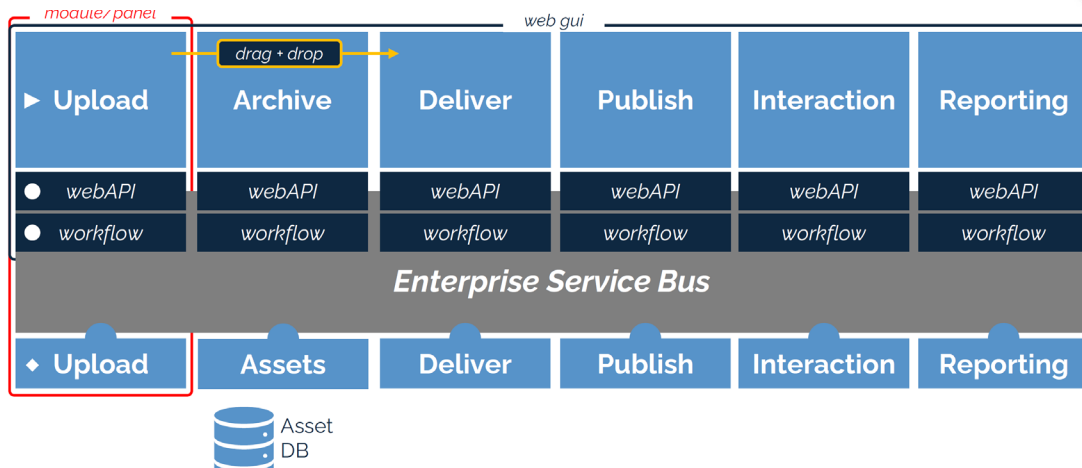 module/panel
web gui
drag + drop
Upload
Archive
Deliver
Publish
Interaction
Reporting
webAPI
webAPI
webAPI
webAPI
webAPI
webAPI
workflow
workflow
workflow
workflow
workflow
workflow
Enterprise Service Bus
Upload
Assets
Deliver
Publish
Interaction
Reporting
Asset
DB